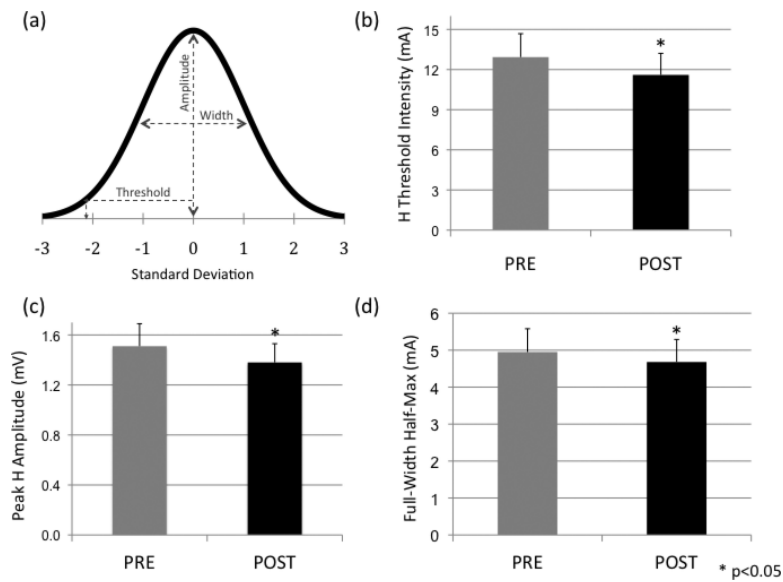 (a)
Amplitude
Width
Threshold
-3 -2 -1 0 1 2 3
Standard Deviation
(b)
H Threshold Intensity (mA)
15
12
9
6
3
0
*
PRE POST
(c)
Peak H Amplitude (mV)
1.6
1.2
0.8
0.4
0.0
*
PRE POST
(d)
Full-Width Half-Max (mA)
6
5
4
3
2
1
0
*
PRE POST
* p<0.05